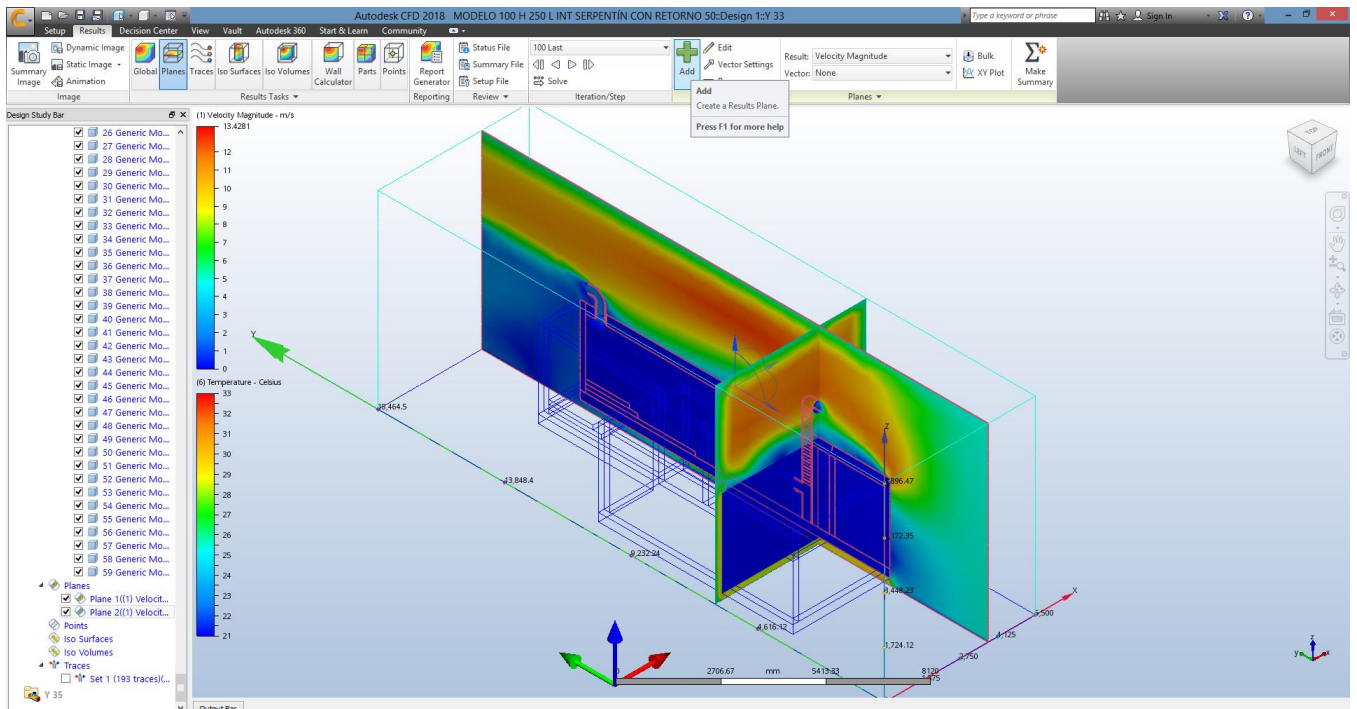 Autodesk CFD 2018 MODELO 100 H 250 L INT SERPENTÍN CON RETORNO 50::Design 1::Y 33
Type a keyword or phrase
Sign In
Setup Results Decision Center View Vault Autodesk 360 Start & Learn Community
Summary Image
Dynamic Image
Static Image
Animation
Image
Global Planes Traces Iso Surfaces Iso Volumes Wall Calculator Parts Points
Results Tasks
Report Generator
Reporting
Status File
Summary File
Setup File
Review
100 Last
Solve
Iteration/Step
Add
Edit
Vector Settings
Result: Velocity Magnitude
Vector: None
Bulk
XY Plot
Planes
Make Summary
Add
Create a Results Plane.
Press F1 for more help
Design Study Bar
26 Generic Mo...
27 Generic Mo...
28 Generic Mo...
29 Generic Mo...
30 Generic Mo...
31 Generic Mo...
32 Generic Mo...
33 Generic Mo...
34 Generic Mo...
35 Generic Mo...
36 Generic Mo...
37 Generic Mo...
38 Generic Mo...
39 Generic Mo...
40 Generic Mo...
41 Generic Mo...
42 Generic Mo...
43 Generic Mo...
44 Generic Mo...
45 Generic Mo...
46 Generic Mo...
47 Generic Mo...
48 Generic Mo...
49 Generic Mo...
50 Generic Mo...
51 Generic Mo...
52 Generic Mo...
53 Generic Mo...
54 Generic Mo...
55 Generic Mo...
56 Generic Mo...
57 Generic Mo...
58 Generic Mo...
59 Generic Mo...
Planes
Plane 1((1) Velocit...
Plane 2((1) Velocit...
Points
Iso Surfaces
Iso Volumes
Traces
Set 1 (193 traces)(...
Y 35
(1) Velocity Magnitude - m/s
13.4281
12
11
10
9
8
7
6
5
4
3
2
1
0
(6) Temperature - Celsius
33
32
31
30
29
28
27
26
25
24
23
22
21
TOP
LEFT
FRONT
Y
13,848.4
9,232.24
4,616.12
Z
X
5,500
4,125
2,750
1,724.12
0
2706.67
mm
5413.33
8120
z
y
x
Output Bar